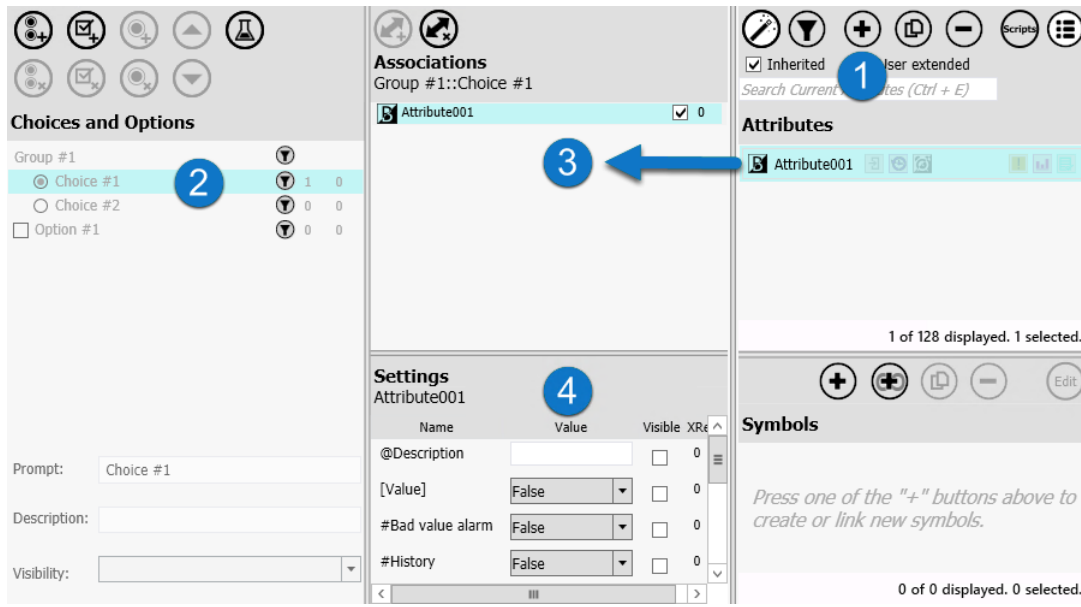 Choices and Options
Group #1
Choice #1 1 0
2
Choice #2 0 0
Option #1 0 0
Prompt: Choice #1
Description:
Visibility:
Associations
Group #1::Choice #1
Attribute001 0
3
Settings
Attribute001
4
Name Value Visible XRe
@Description 0
[Value] False 0
#Bad value alarm False 0
#History False 0
Scripts
Inherited
User extended
1
Search Current
tes (Ctrl + E)
Attributes
Attribute001
1 of 128 displayed. 1 selected.
Edit
Symbols
Press one of the "+" buttons above to
create or link new symbols.
0 of 0 displayed. 0 selected.